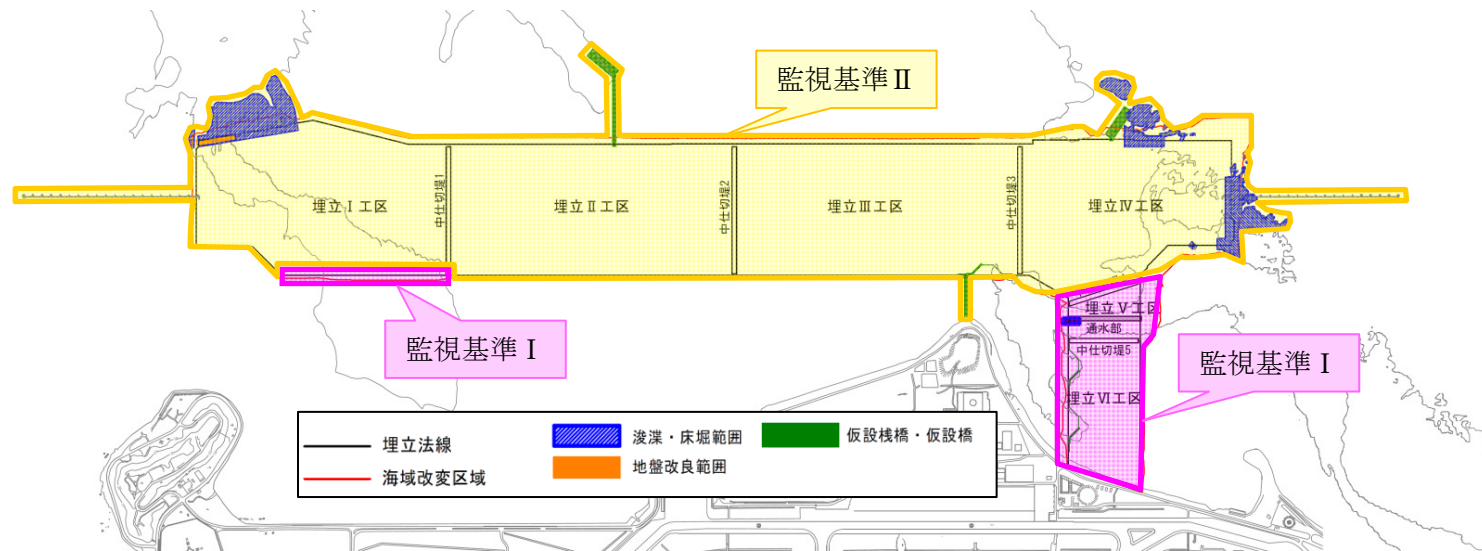 監視基準Ⅱ
埋立Ⅰ工区
中仕切堤1
埋立Ⅱ工区
中仕切堤2
埋立Ⅲ工区
中仕切堤3
埋立Ⅳ工区
監視基準Ⅰ
埋立Ⅴ工区
通水部
中仕切堤5
監視基準Ⅰ
埋立Ⅵ工区
埋立法線
浚渫・床堀範囲
仮設桟橋・仮設橋
海域改変区域
地盤改良範囲